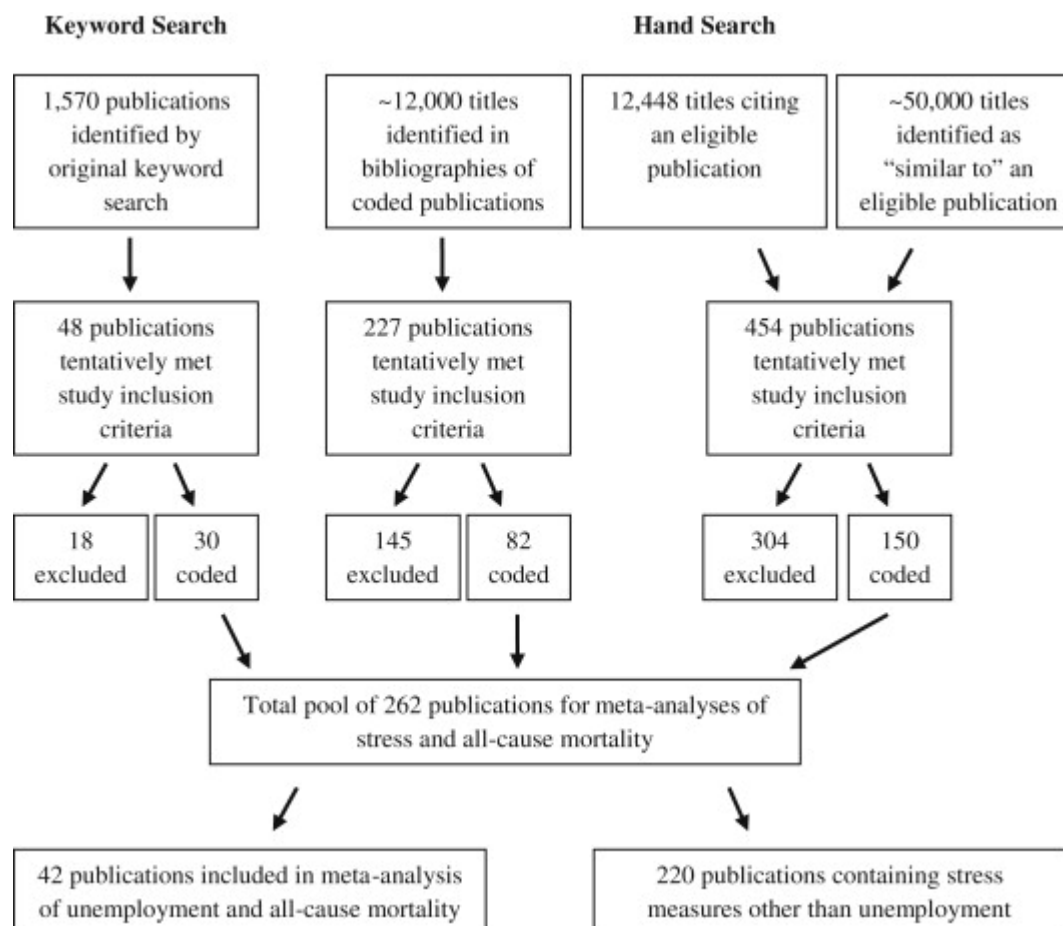 Keyword Search
Hand Search
1,570 publications
identified by
original keyword
search
~12,000 titles
identified in
bibliographies of
coded publications
12,448 titles citing
an eligible
publication
~50,000 titles
identified as
“similar to” an
eligible publication
48 publications
tentatively met
study inclusion
criteria
227 publications
tentatively met
study inclusion
criteria
454 publications
tentatively met
study inclusion
criteria
18
excluded
30
coded
145
excluded
82
coded
304
excluded
150
coded
Total pool of 262 publications for meta-analyses of
stress and all-cause mortality
42 publications included in meta-analysis
of unemployment and all-cause mortality
220 publications containing stress
measures other than unemployment